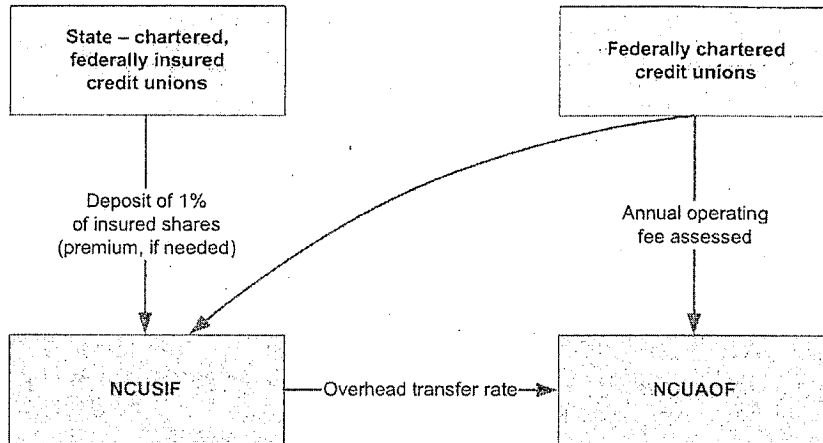 State – chartered,
federally insured
credit unions
Federally chartered
credit unions
Deposit of 1%
of insured shares
(premium, if needed)
Annual operating
fee assessed
NCUSIF
Overhead transfer rate
NCUAOF